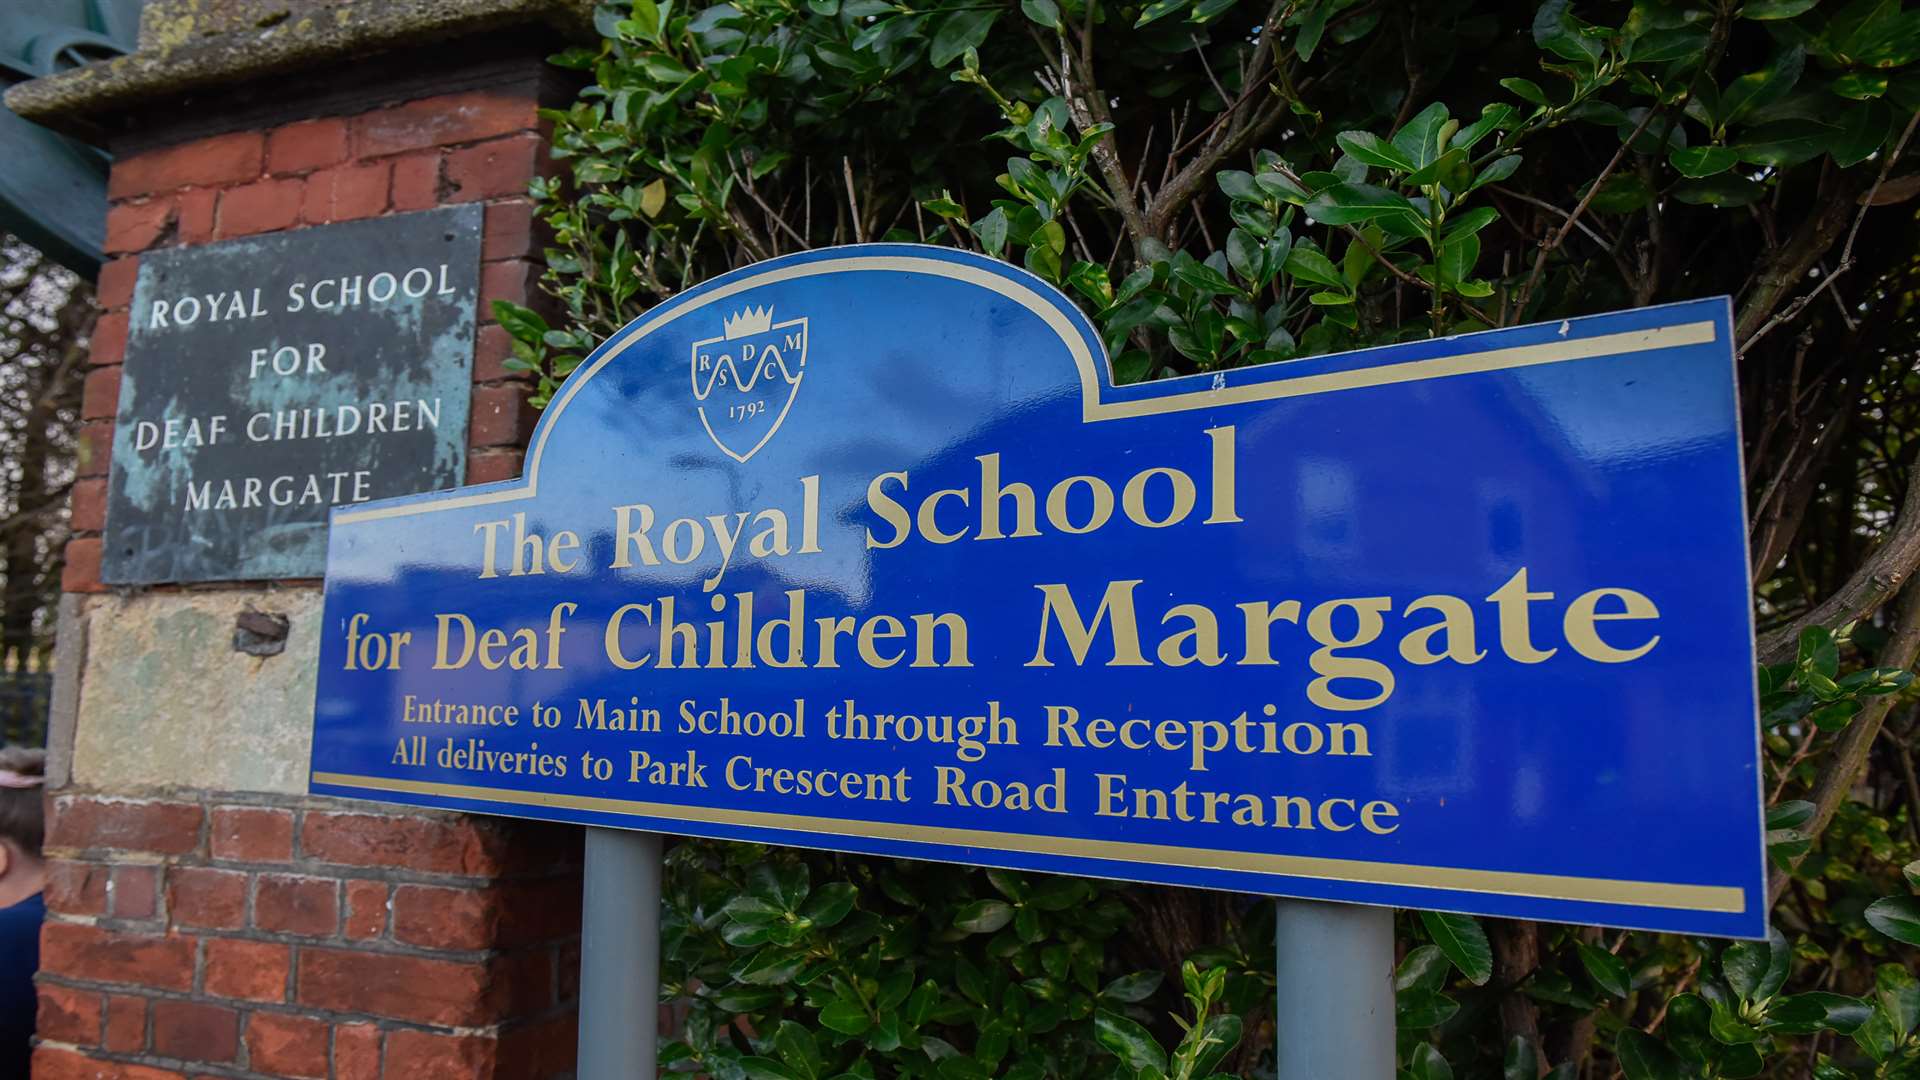 ROYAL SCHOOL
FOR
DEAF CHILDREN
MARGATE
R D M
S C
1792
The Royal School
for Deaf Children Margate
Entrance to Main School through Reception
All deliveries to Park Crescent Road Entrance